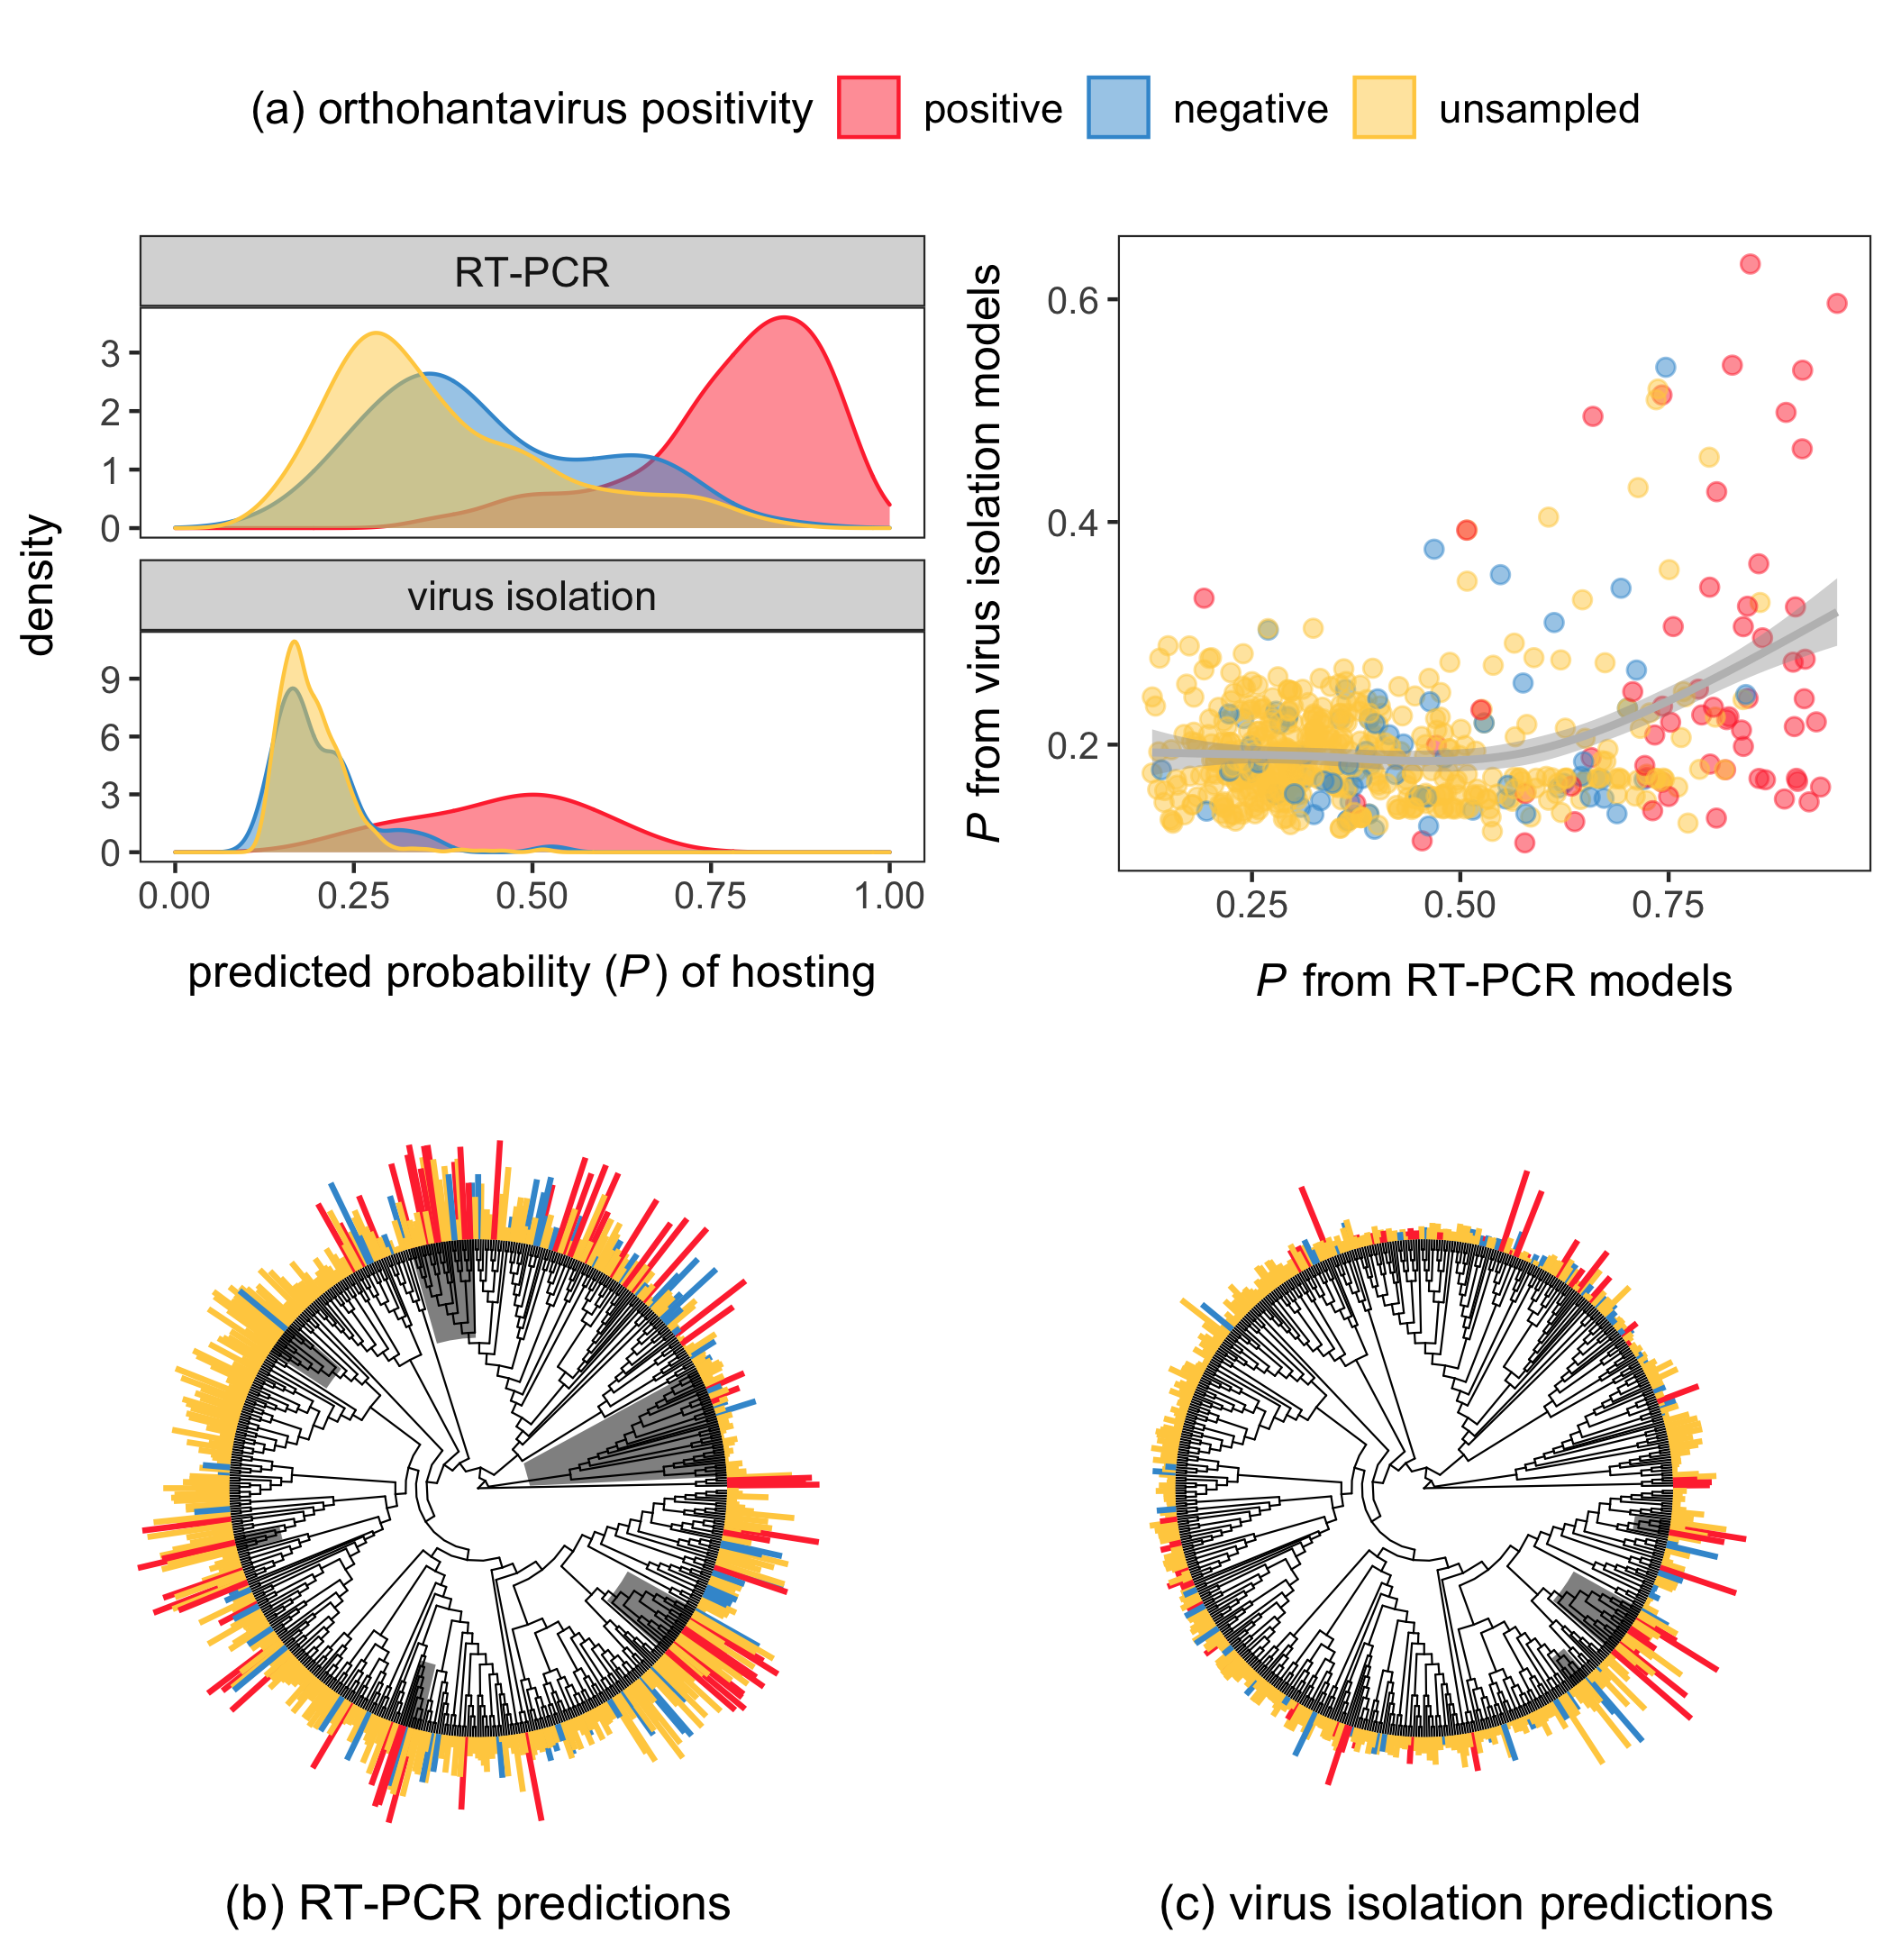 (a) orthohantavirus positivity positive negative unsampled
RT-PCR
3
2
1
0
virus isolation
9
6
3
0
0.00 0.25 0.50 0.75 1.00
density
predicted probability (P) of hosting
P from virus isolation models
0.6
0.4
0.2
0.25 0.50 0.75
P from RT-PCR models
(b) RT-PCR predictions
(c) virus isolation predictions